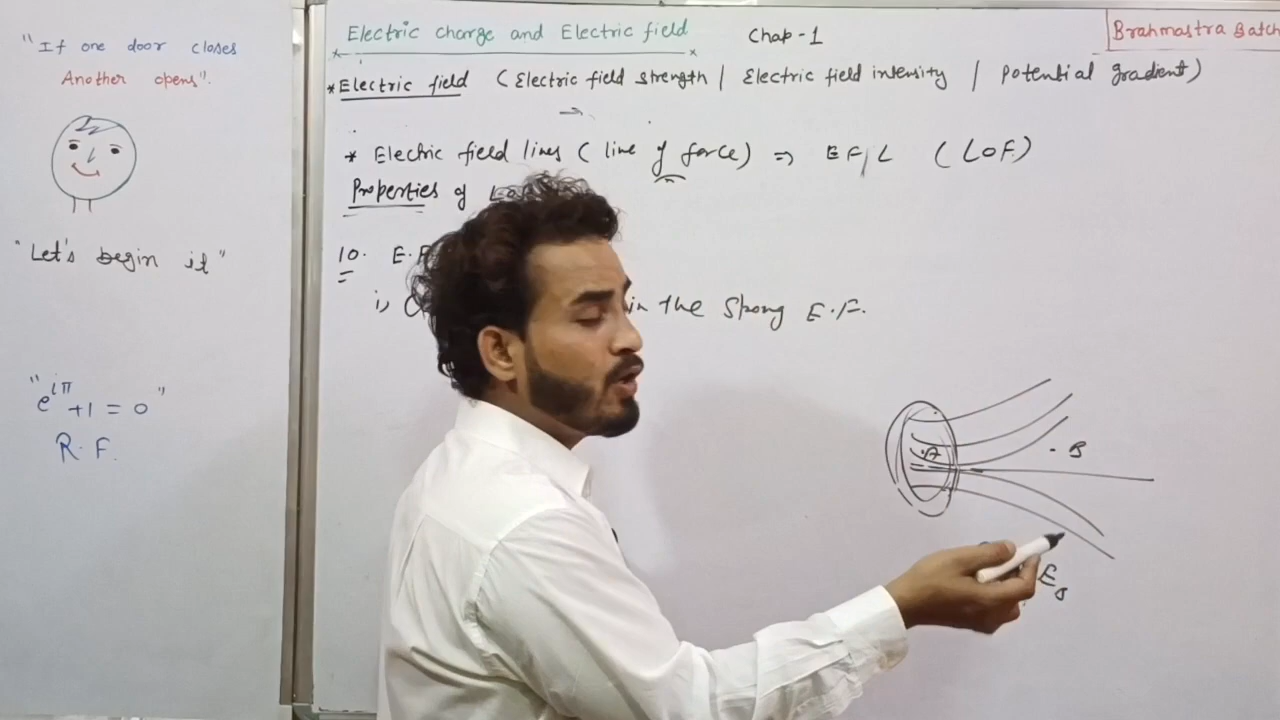 "If one door closes
Another opens".
"Let's begin it"
"e^iπ +1 = 0"
R.F.
Electric charge and Electric field Chap-1
Brahmastra Batch
* Electric field (Electric field strength / Electric field intensity / Potential gradient)
* Electric field lines (line of force) ⇒ EFL (LOF)
Properties of
10. E.F
i) in the Strong E.F.
A
B
E